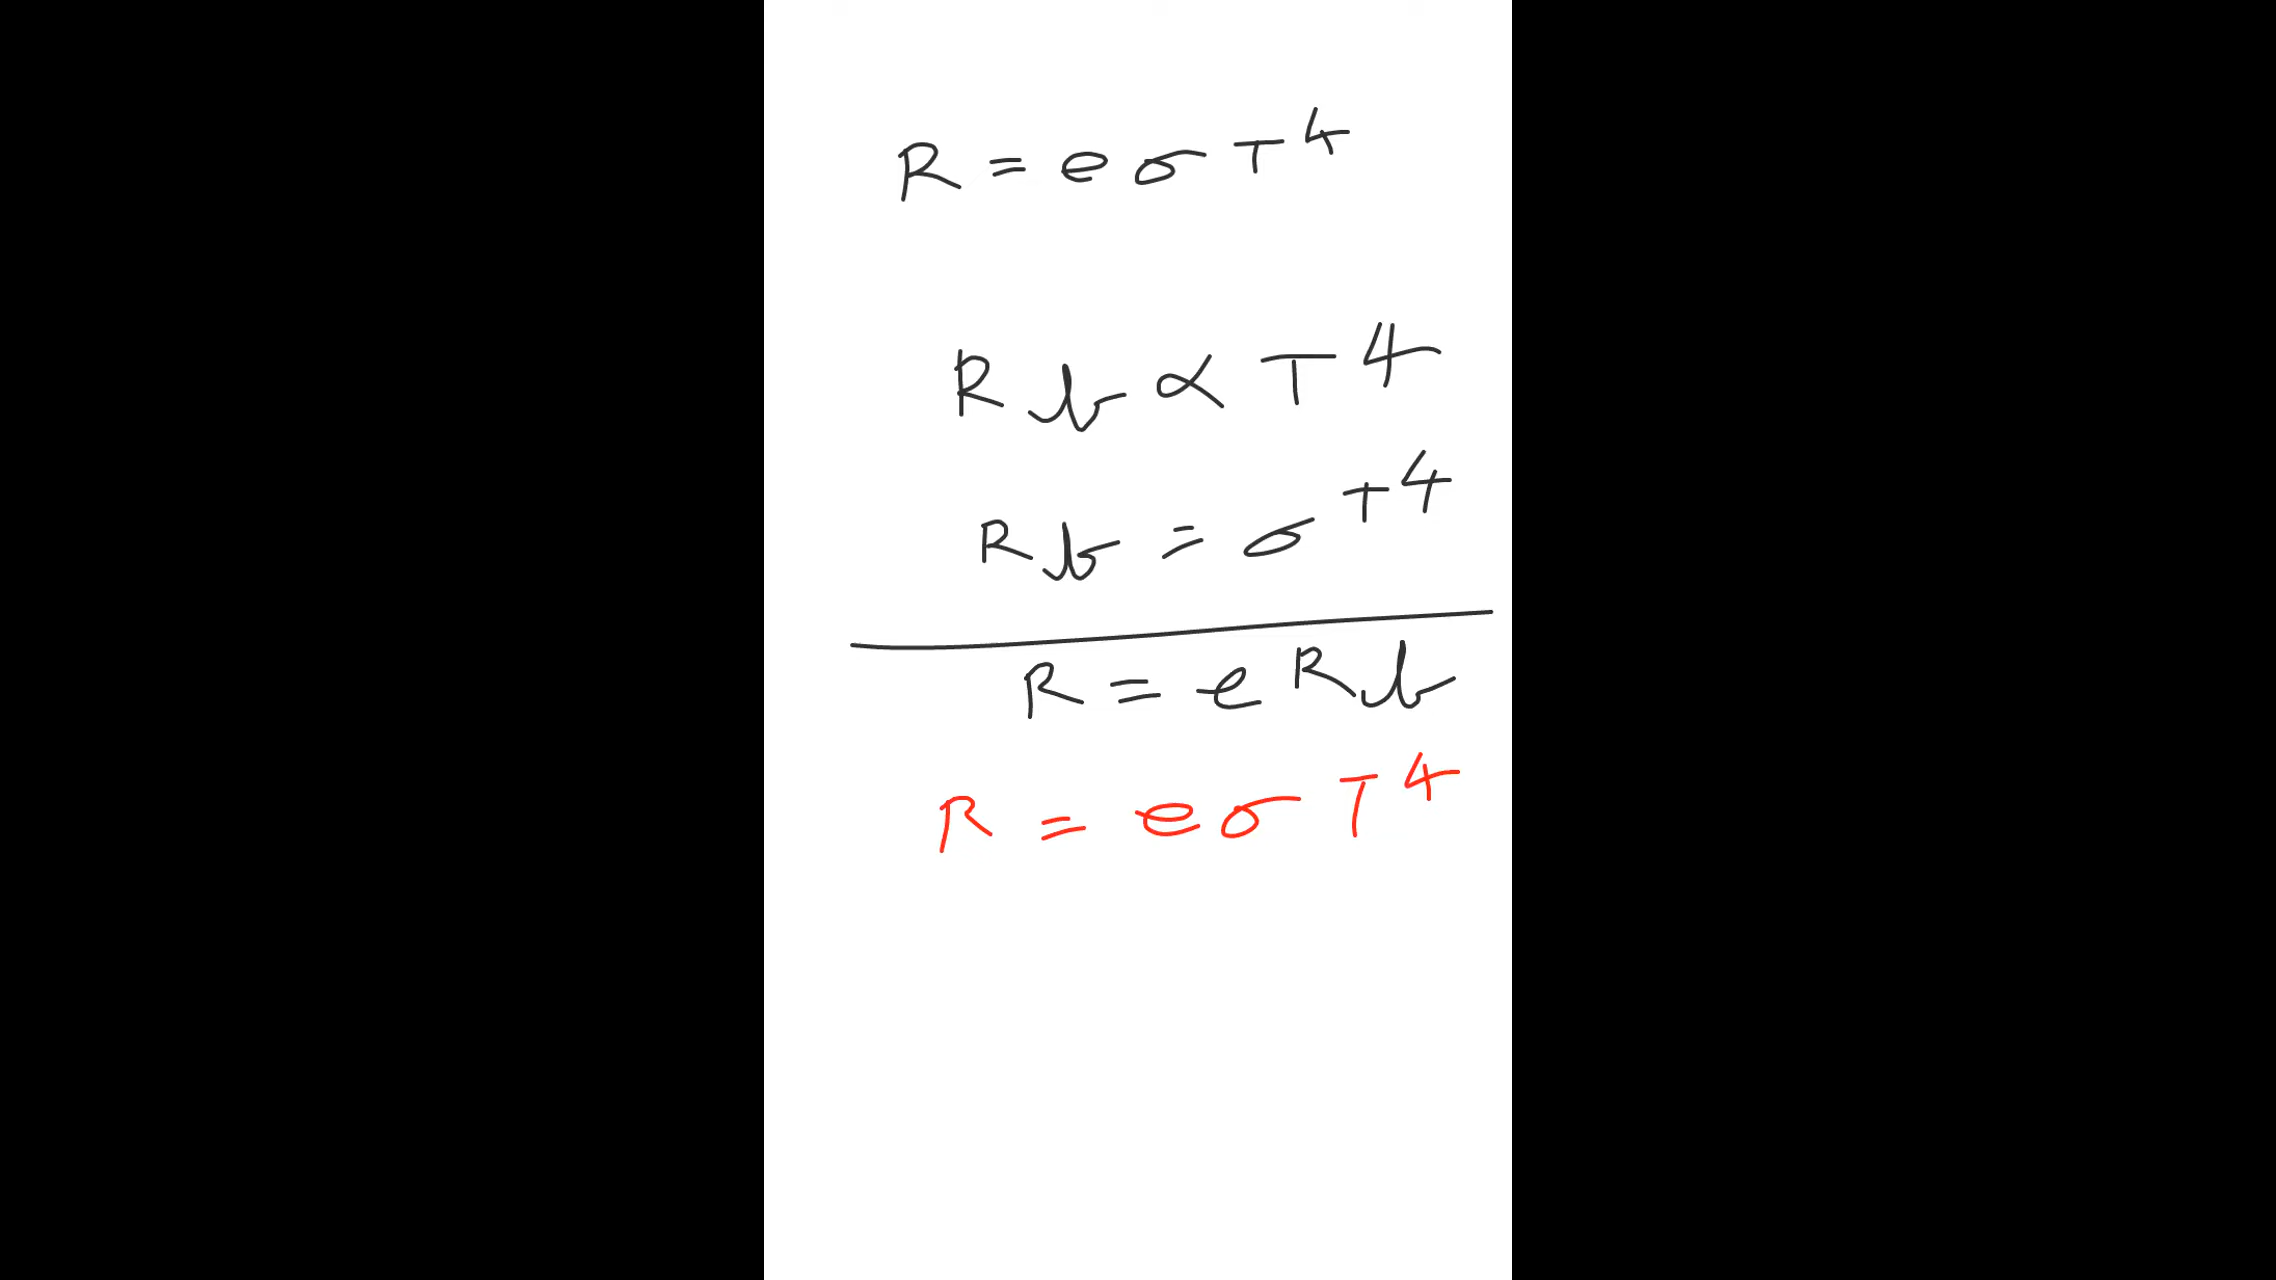 R = eσT⁴
Rb ∝ T⁴
Rb = σT⁴
R = eRb
R = eσT⁴